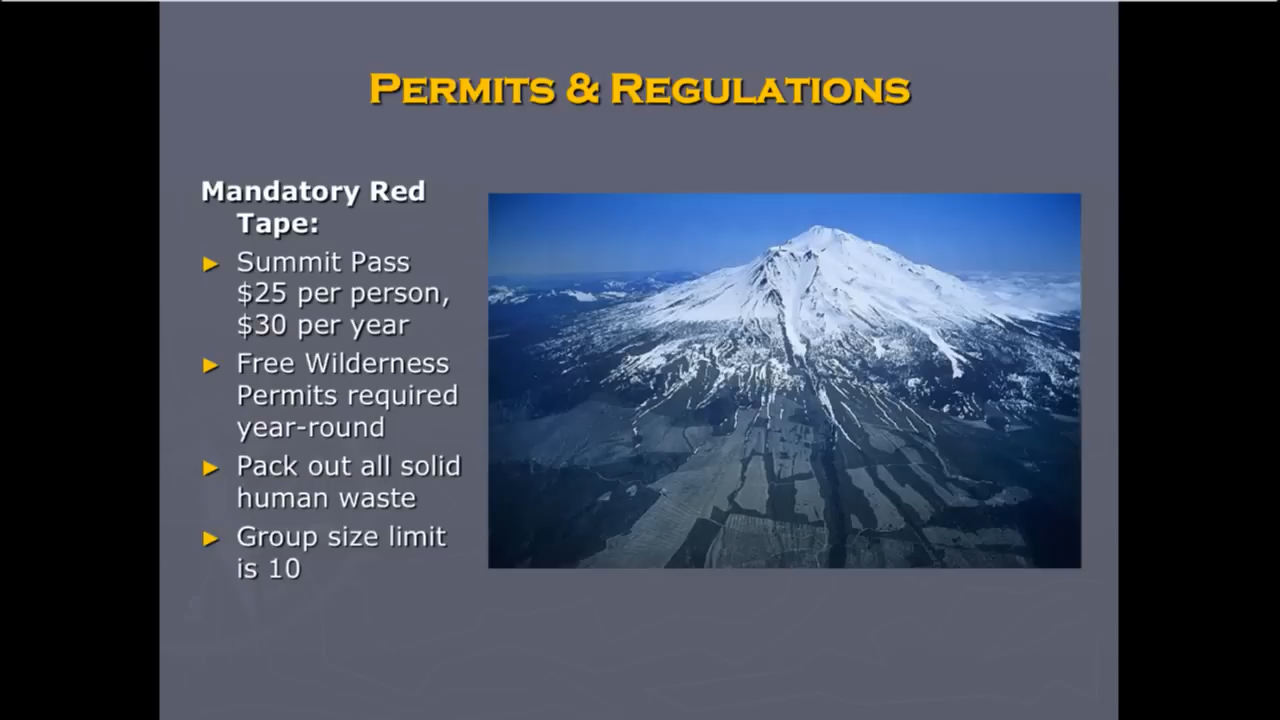 PERMITS & REGULATIONS
Mandatory Red
Tape:
► Summit Pass
$25 per person,
$30 per year
► Free Wilderness
Permits required
year-round
► Pack out all solid
human waste
► Group size limit
is 10